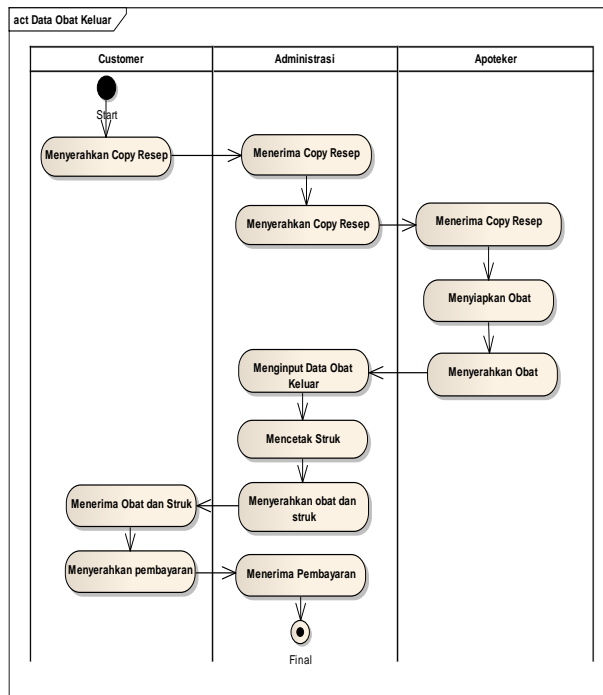 act Data Obat Keluar
Customer
Administrasi
Apoteker
Start
Menyerahkan Copy Resep
Menerima Copy Resep
Menyerahkan Copy Resep
Menerima Copy Resep
Menyiapkan Obat
Menyerahkan Obat
Menginput Data Obat
Keluar
Mencetak Struk
Menyerahkan obat dan
struk
Menerima Obat dan Struk
Menyerahkan pembayaran
Menerima Pembayaran
Final